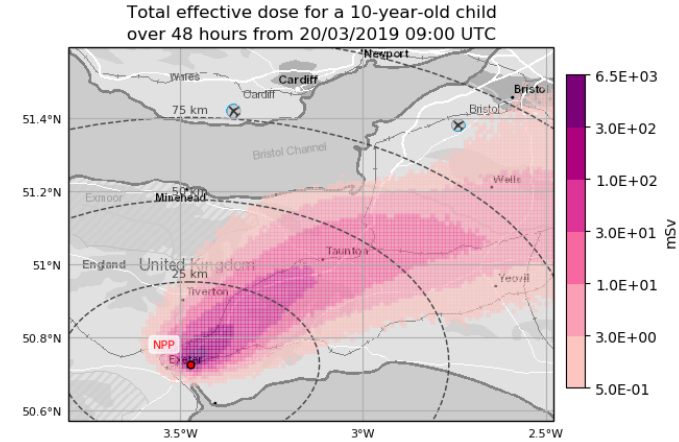 Total effective dose for a 10-year-old child
over 48 hours from 20/03/2019 09:00 UTC
Newport
Wales
Cardiff
Cardiff
75 km
Bristol
Bristol
Bristol Channel
50 km
Exmoor
Minehead
Wells
Taunton
England
United Kingdom
25 km
Tiverton
Yeovil
NPP
Exeter
51.4°N
51.2°N
51°N
50.8°N
50.6°N
3.5°W
3°W
2.5°W
6.5E+03
3.0E+02
1.0E+02
3.0E+01
1.0E+01
3.0E+00
5.0E-01
mSv